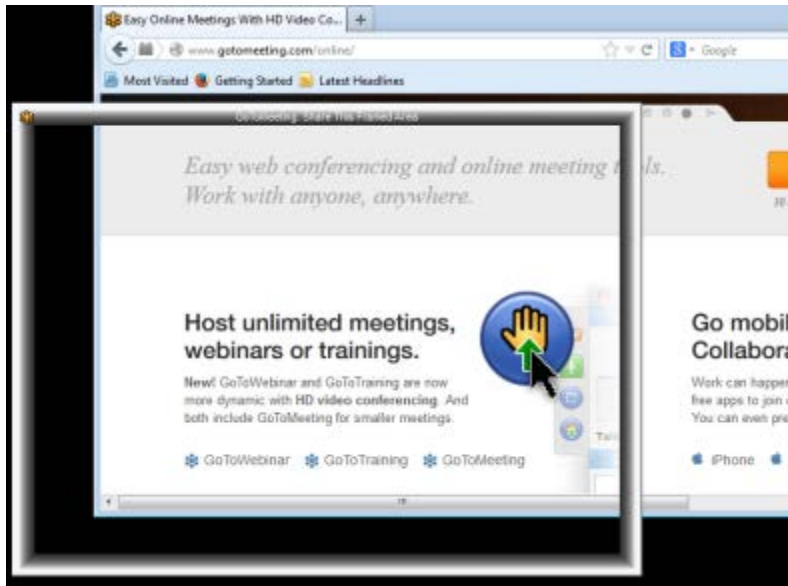 Easy Online Meetings With HD Video Co...
www.gotomeeting.com/online/
Google
Most Visited Getting Started Latest Headlines
GoToMeeting: Share This Framed Area
Easy web conferencing and online meeting t ls.
Work with anyone, anywhere.
Host unlimited meetings,
webinars or trainings.
New! GoToWebinar and GoToTraining are now
more dynamic with HD video conferencing. And
both include GoToMeeting for smaller meetings.
GoToWebinar GoToTraining GoToMeeting
Go mobil
Collabora
Work can happen
free apps to join
You can even pre
iPhone